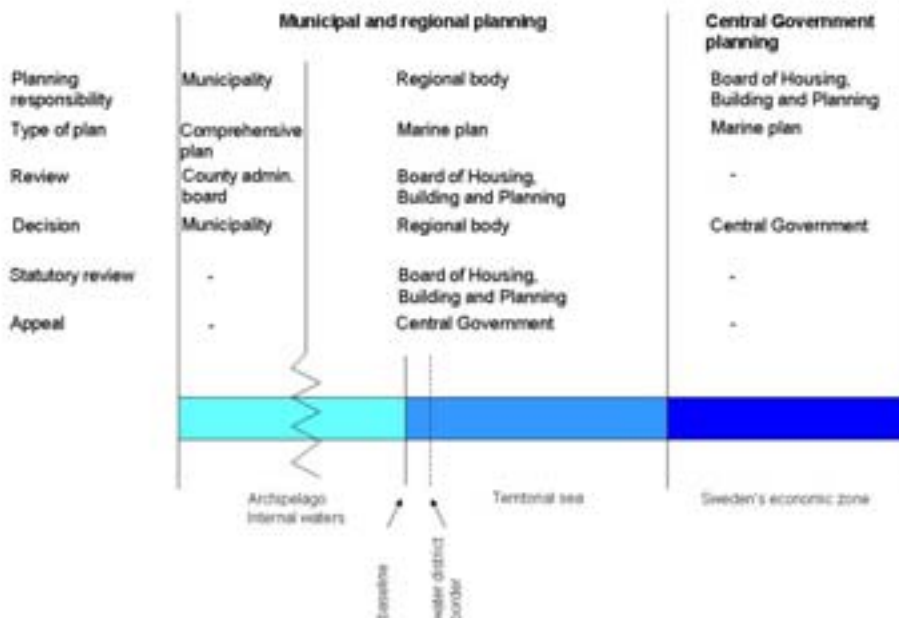 Municipal and regional planning
Central Government
planning
Planning
responsibility
Municipality
Regional body
Board of Housing,
Building and Planning
Type of plan
Comprehensive
plan
Marine plan
Marine plan
Review
County admin.
board
Board of Housing,
Building and Planning
-
Decision
Municipality
Regional body
Central Government
Statutory review
-
Board of Housing,
Building and Planning
-
Appeal
-
Central Government
-
Archipelago
Internal waters
Territorial sea
Sweden's economic zone
baseline
water district
border